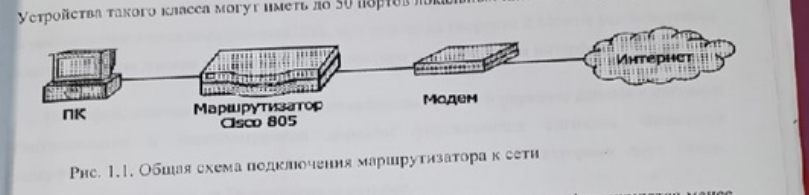 Устройства такого класса могут иметь до 50 портов
ПК
Маршрутизатор
Cisco 805
Модем
Интернет
Рис. 1.1. Общая схема подключения маршрутизатора к сети
менее